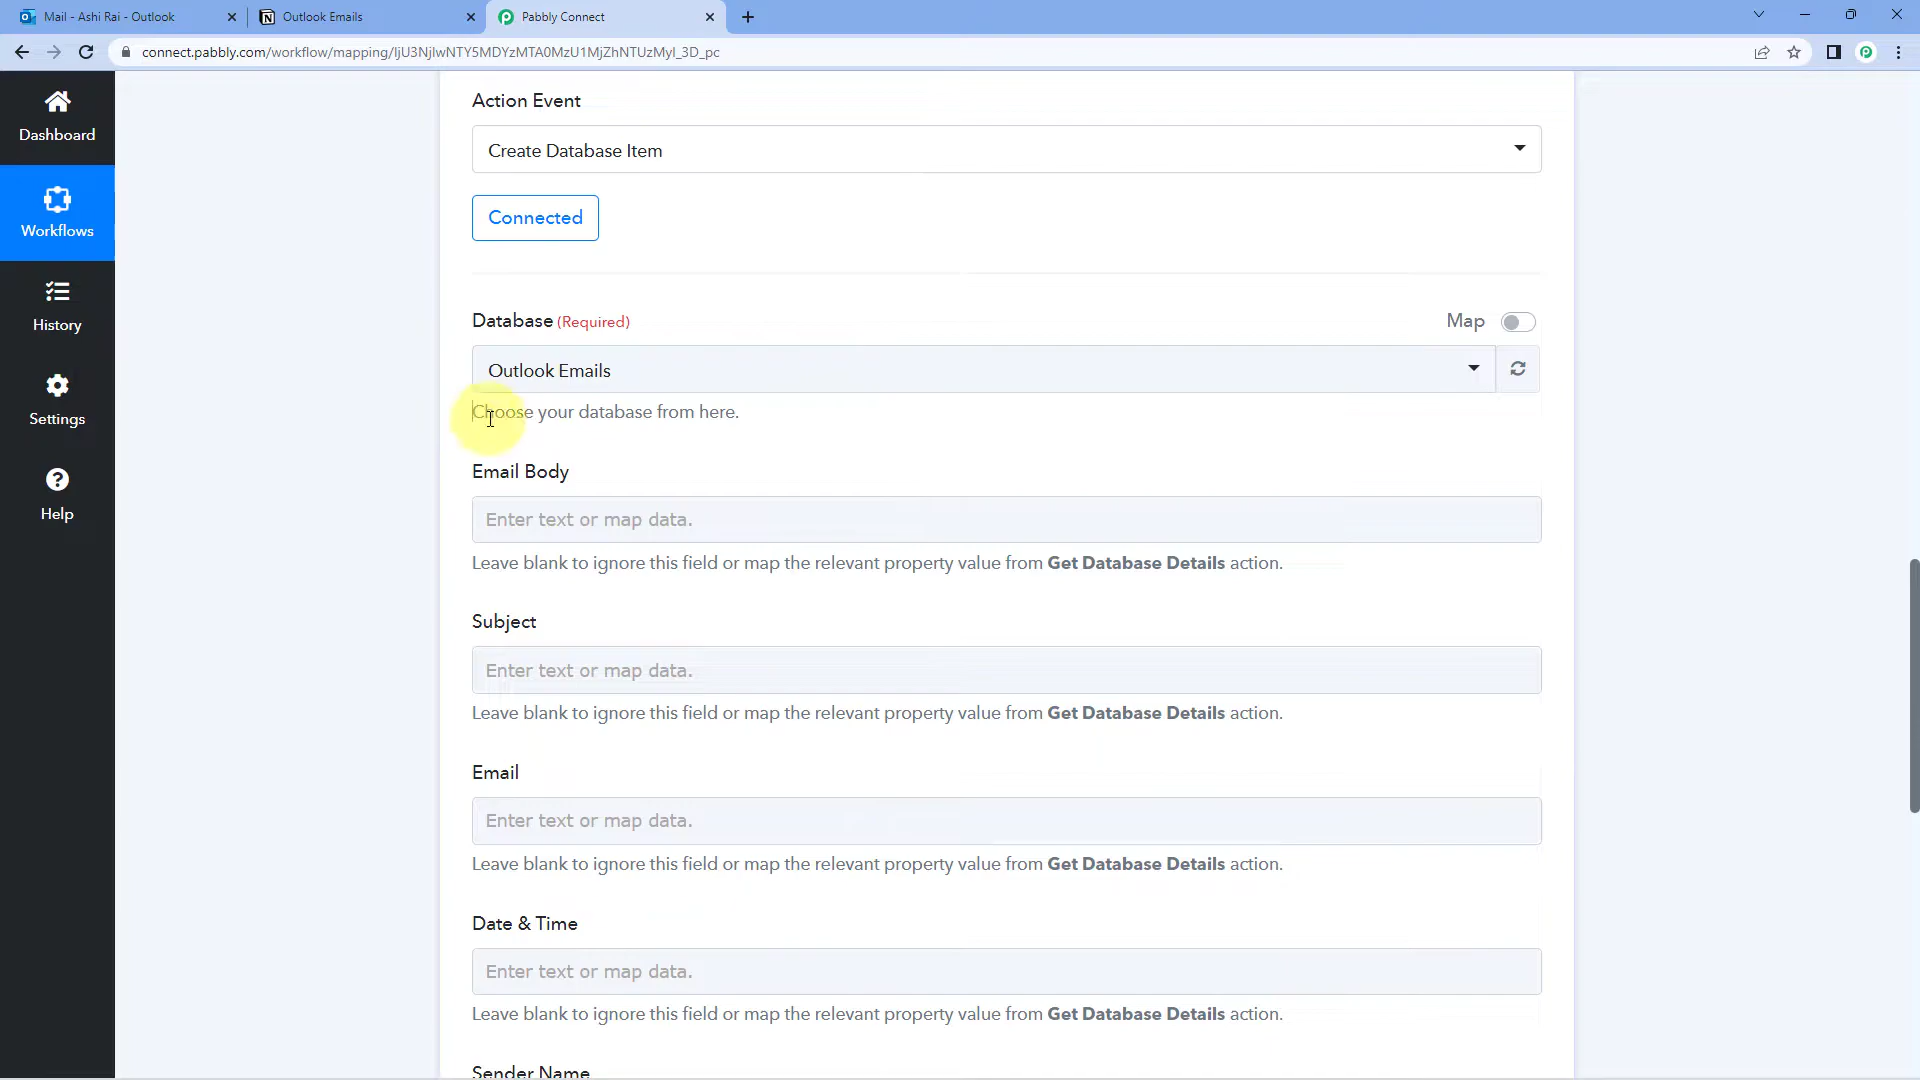 Mail - Ashi Rai - Outlook
Outlook Emails
Pabbly Connect
connect.pabbly.com/workflow/mapping/IjU3NjIwNTY5MDYzMTA0MzU1MjZhNTUzMyI_3D_pc
Dashboard
Workflows
History
Settings
Help
Action Event
Create Database Item
Connected
Database (Required)
Map
Outlook Emails
Choose your database from here.
Email Body
Enter text or map data.
Leave blank to ignore this field or map the relevant property value from Get Database Details action.
Subject
Enter text or map data.
Leave blank to ignore this field or map the relevant property value from Get Database Details action.
Email
Enter text or map data.
Leave blank to ignore this field or map the relevant property value from Get Database Details action.
Date & Time
Enter text or map data.
Leave blank to ignore this field or map the relevant property value from Get Database Details action.
Sender Name